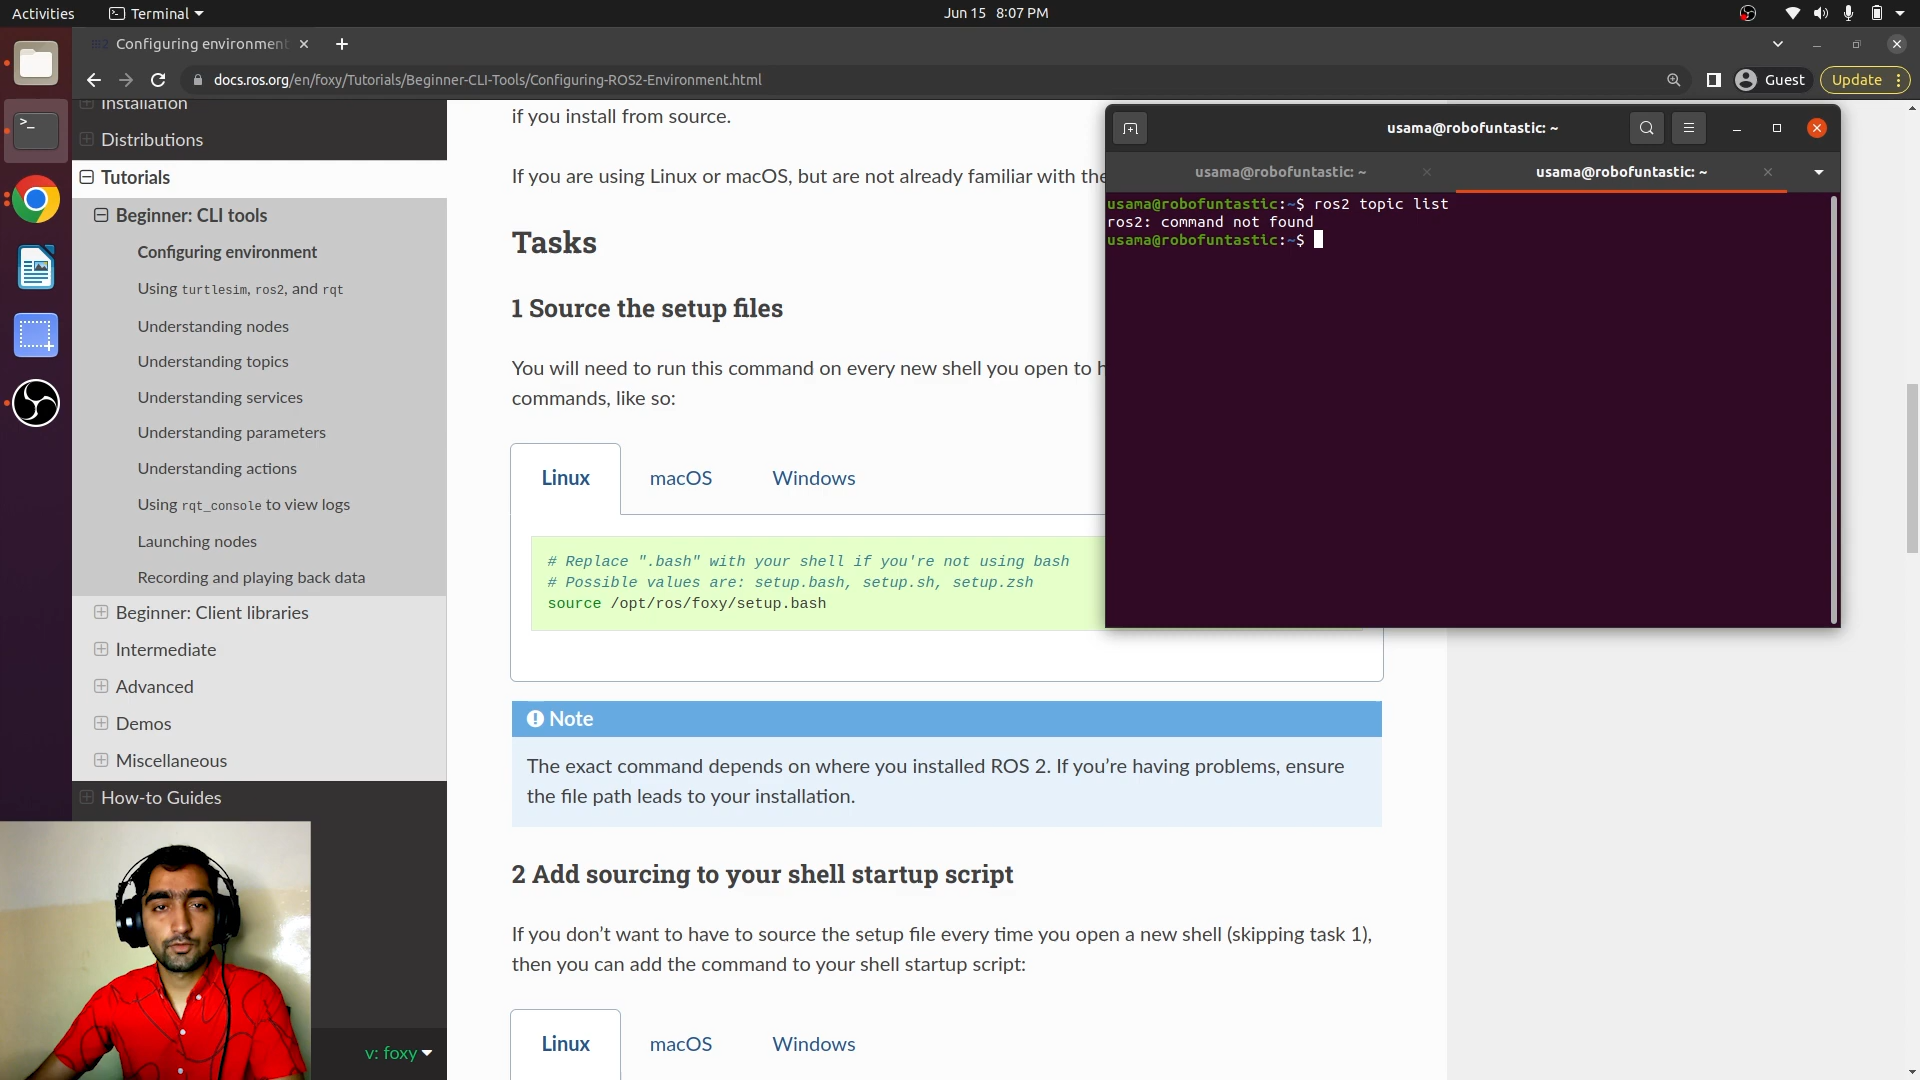 Activities
Terminal
Jun 15 8:07 PM
Configuring environment
docs.ros.org/en/foxy/Tutorials/Beginner-CLI-Tools/Configuring-ROS2-Environment.html
Guest
Update
Installation
Distributions
Tutorials
Beginner: CLI tools
Configuring environment
Using turtlesim, ros2, and rqt
Understanding nodes
Understanding topics
Understanding services
Understanding parameters
Understanding actions
Using rqt_console to view logs
Launching nodes
Recording and playing back data
Beginner: Client libraries
Intermediate
Advanced
Demos
Miscellaneous
How-to Guides
v: foxy
if you install from source.
If you are using Linux or macOS, but are not already familiar with the
Tasks
1 Source the setup files
You will need to run this command on every new shell you open to h
commands, like so:
Linux
macOS
Windows
# Replace ".bash" with your shell if you're not using bash
# Possible values are: setup.bash, setup.sh, setup.zsh
source /opt/ros/foxy/setup.bash
Note
The exact command depends on where you installed ROS 2. If you’re having problems, ensure
the file path leads to your installation.
2 Add sourcing to your shell startup script
If you don’t want to have to source the setup file every time you open a new shell (skipping task 1),
then you can add the command to your shell startup script:
Linux
macOS
Windows
usama@robofuntastic: ~
usama@robofuntastic: ~
usama@robofuntastic: ~
usama@robofuntastic:~$ ros2 topic list
ros2: command not found
usama@robofuntastic:~$